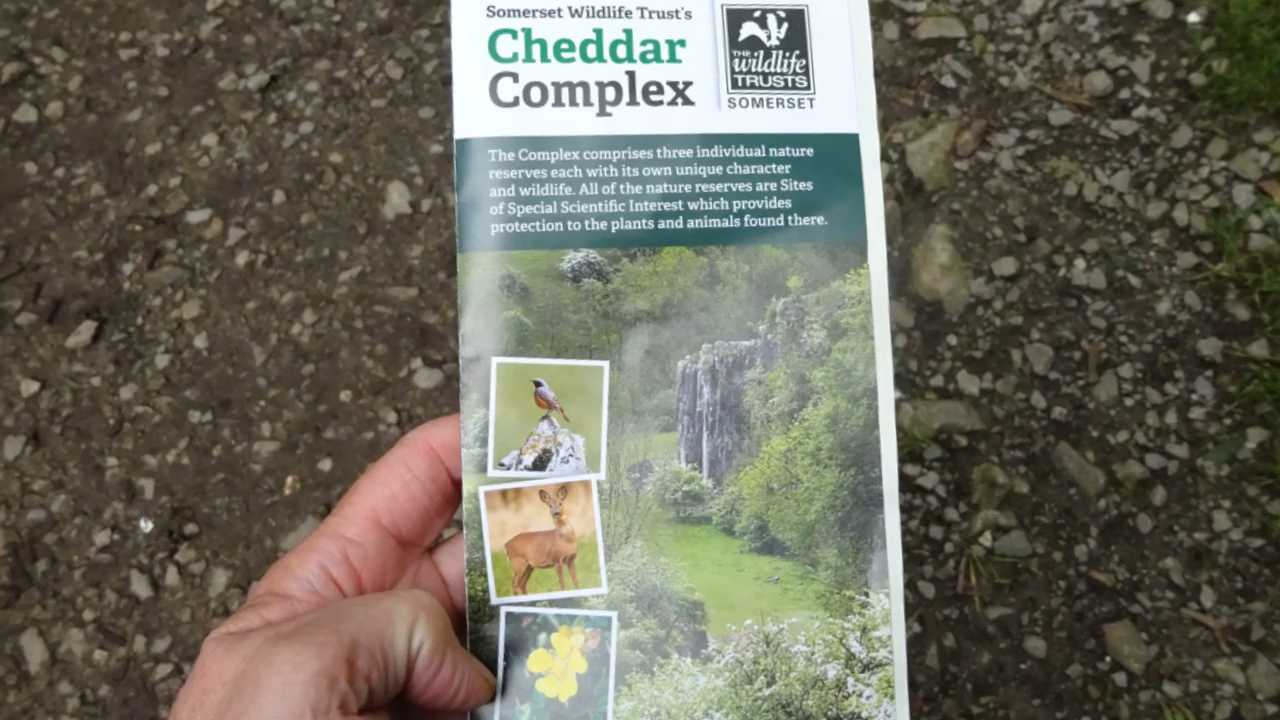 Somerset Wildlife Trust's
Cheddar
Complex
THE
wildlife
TRUSTS
SOMERSET
The Complex comprises three individual nature
reserves each with its own unique character
and wildlife. All of the nature reserves are Sites
of Special Scientific Interest which provides
protection to the plants and animals found there.